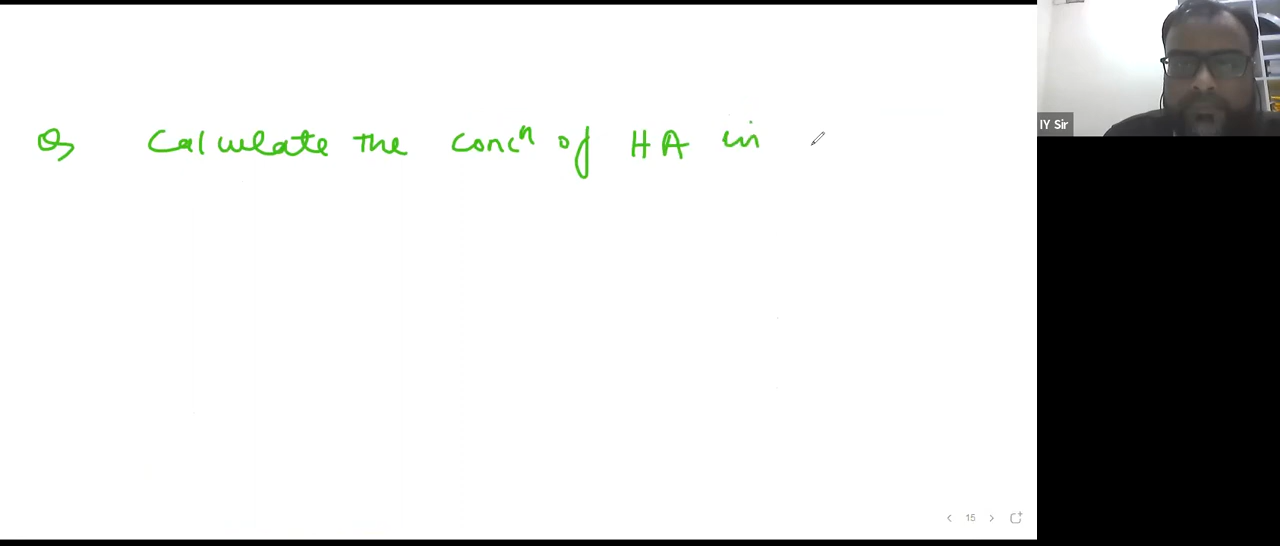 Q Calculate the concⁿ of HA in
IY Sir
15